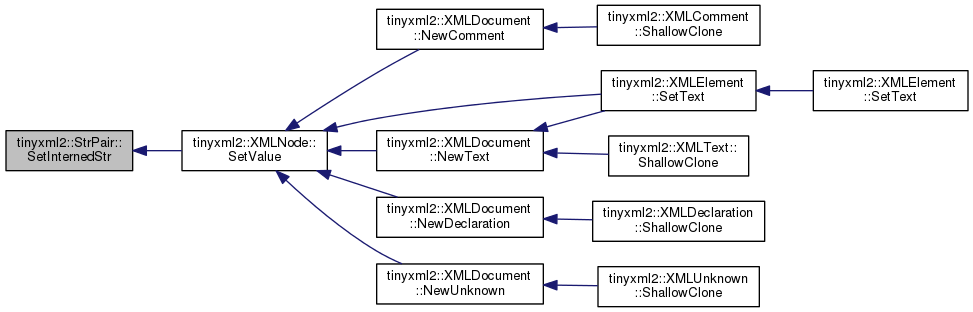 tinyxml2::StrPair::
SetInternedStr
tinyxml2::XMLNode::
SetValue
tinyxml2::XMLDocument
::NewComment
tinyxml2::XMLComment
::ShallowClone
tinyxml2::XMLElement
::SetText
tinyxml2::XMLElement
::SetText
tinyxml2::XMLDocument
::NewText
tinyxml2::XMLText::
ShallowClone
tinyxml2::XMLDocument
::NewDeclaration
tinyxml2::XMLDeclaration
::ShallowClone
tinyxml2::XMLDocument
::NewUnknown
tinyxml2::XMLUnknown
::ShallowClone